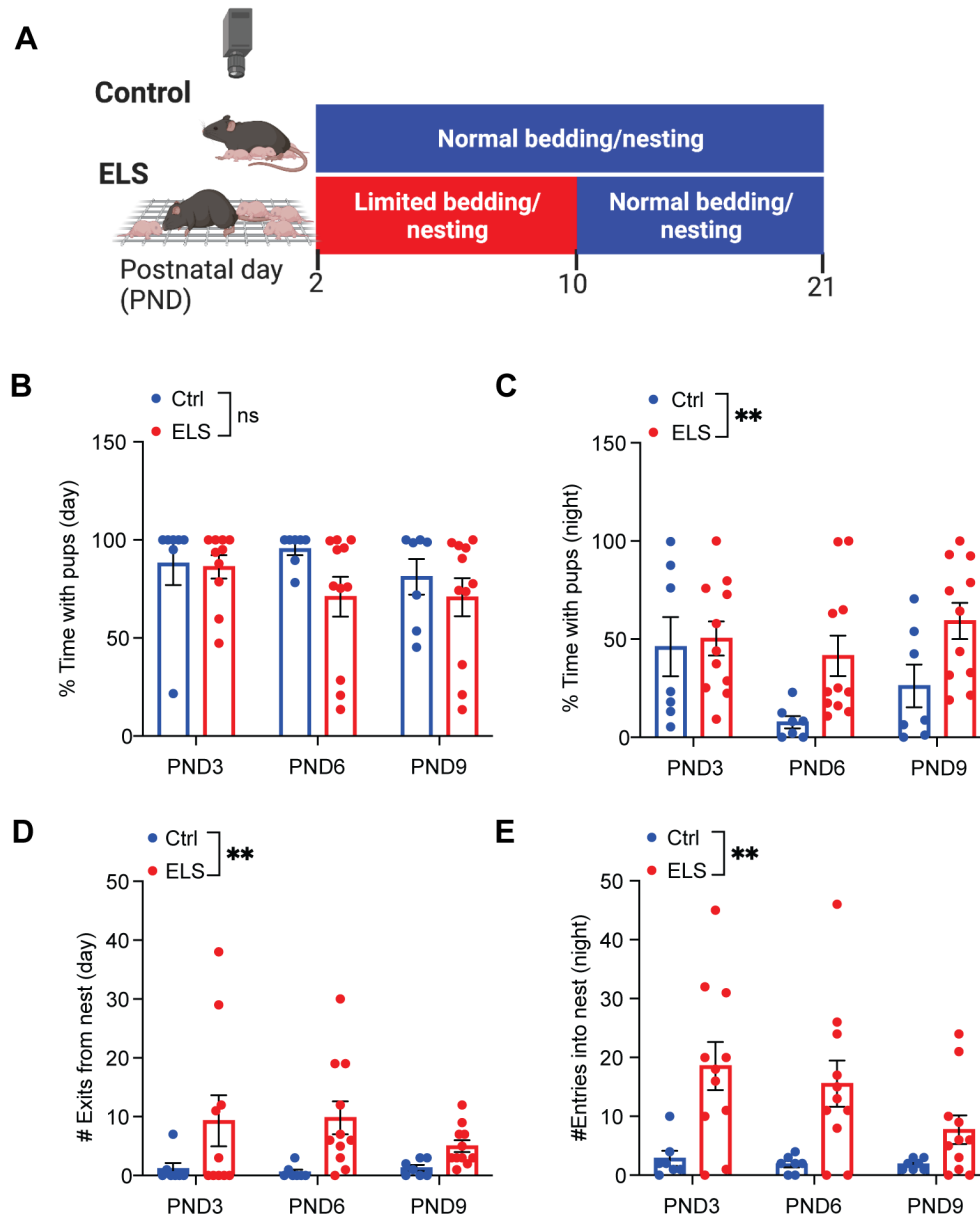 A
Control
Normal bedding/nesting
ELS
Limited bedding/
nesting
Normal bedding/
nesting
Postnatal day
(PND)
2
10
21
B
Ctrl
ELS
ns
% Time with pups (day)
150
100
50
0
PND3
PND6
PND9
C
Ctrl
ELS
**
% Time with pups (night)
150
100
50
0
PND3
PND6
PND9
D
Ctrl
ELS
**
# Exits from nest (day)
50
40
30
20
10
0
PND3
PND6
PND9
E
Ctrl
ELS
**
#Entries into nest (night)
50
40
30
20
10
0
PND3
PND6
PND9